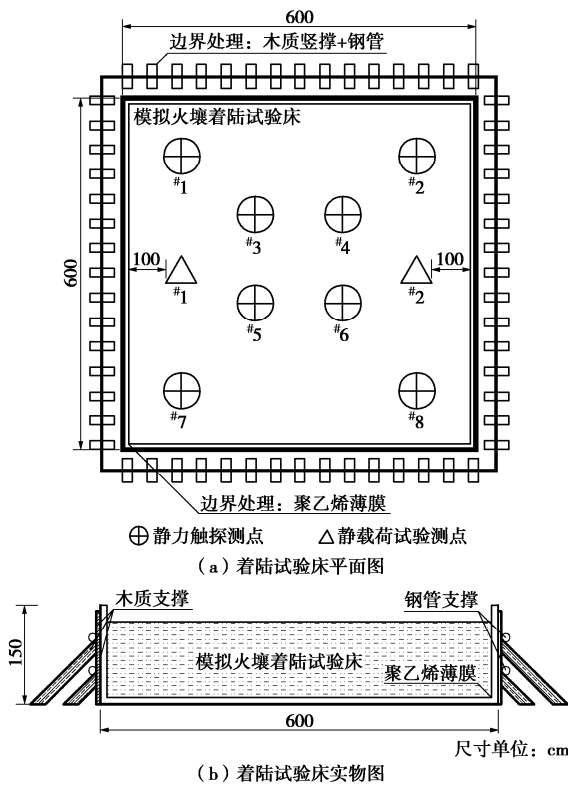 600
边界处理：木质竖撑+钢管
模拟火壤着陆试验床
#1
#2
#3
#4
600
100
100
#1
#2
#5
#6
#7
#8
边界处理：聚乙烯薄膜
静力触探测点
静载荷试验测点
（a）着陆试验床平面图
木质支撑
钢管支撑
150
模拟火壤着陆试验床
聚乙烯薄膜
600
尺寸单位：cm
（b）着陆试验床实物图